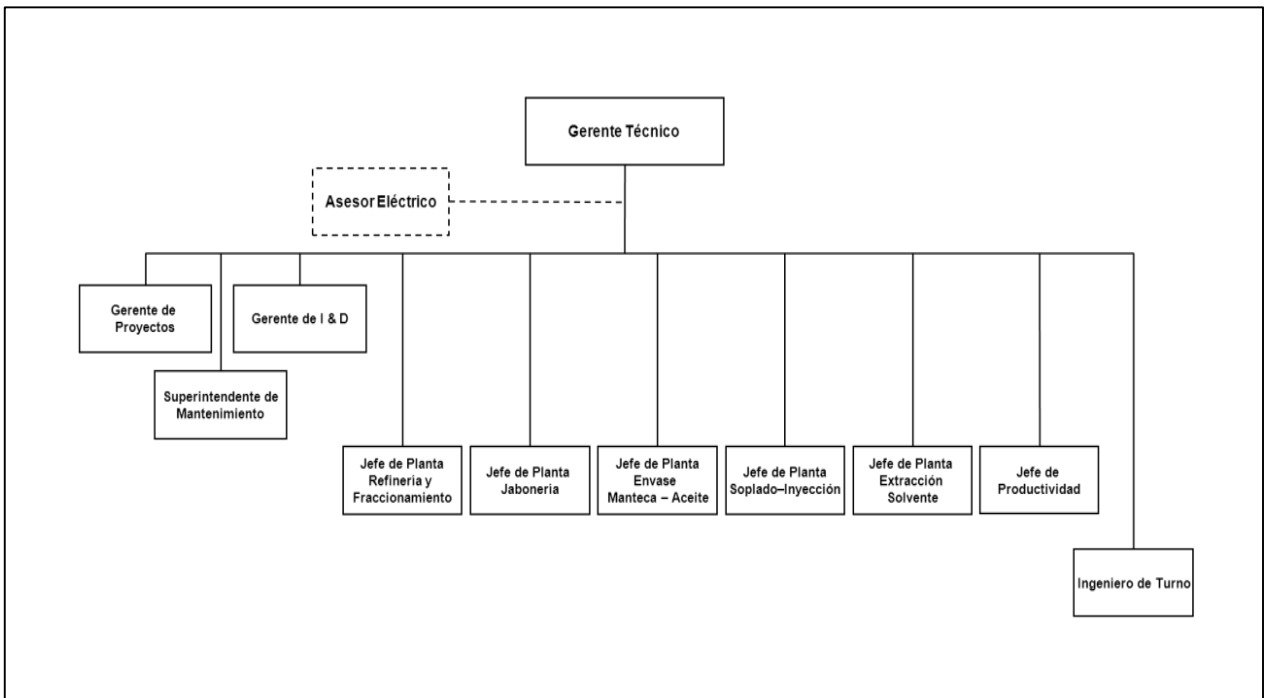 Gerente Técnico
Asesor Eléctrico
Gerente de
Proyectos
Gerente de I & D
Superintendente de
Mantenimiento
Jefe de Planta
Refineria y
Fraccionamiento
Jefe de Planta
Jaboneria
Jefe de Planta
Envase
Manteca – Aceite
Jefe de Planta
Soplado–Inyección
Jefe de Planta
Extracción
Solvente
Jefe de
Productividad
Ingeniero de Turno